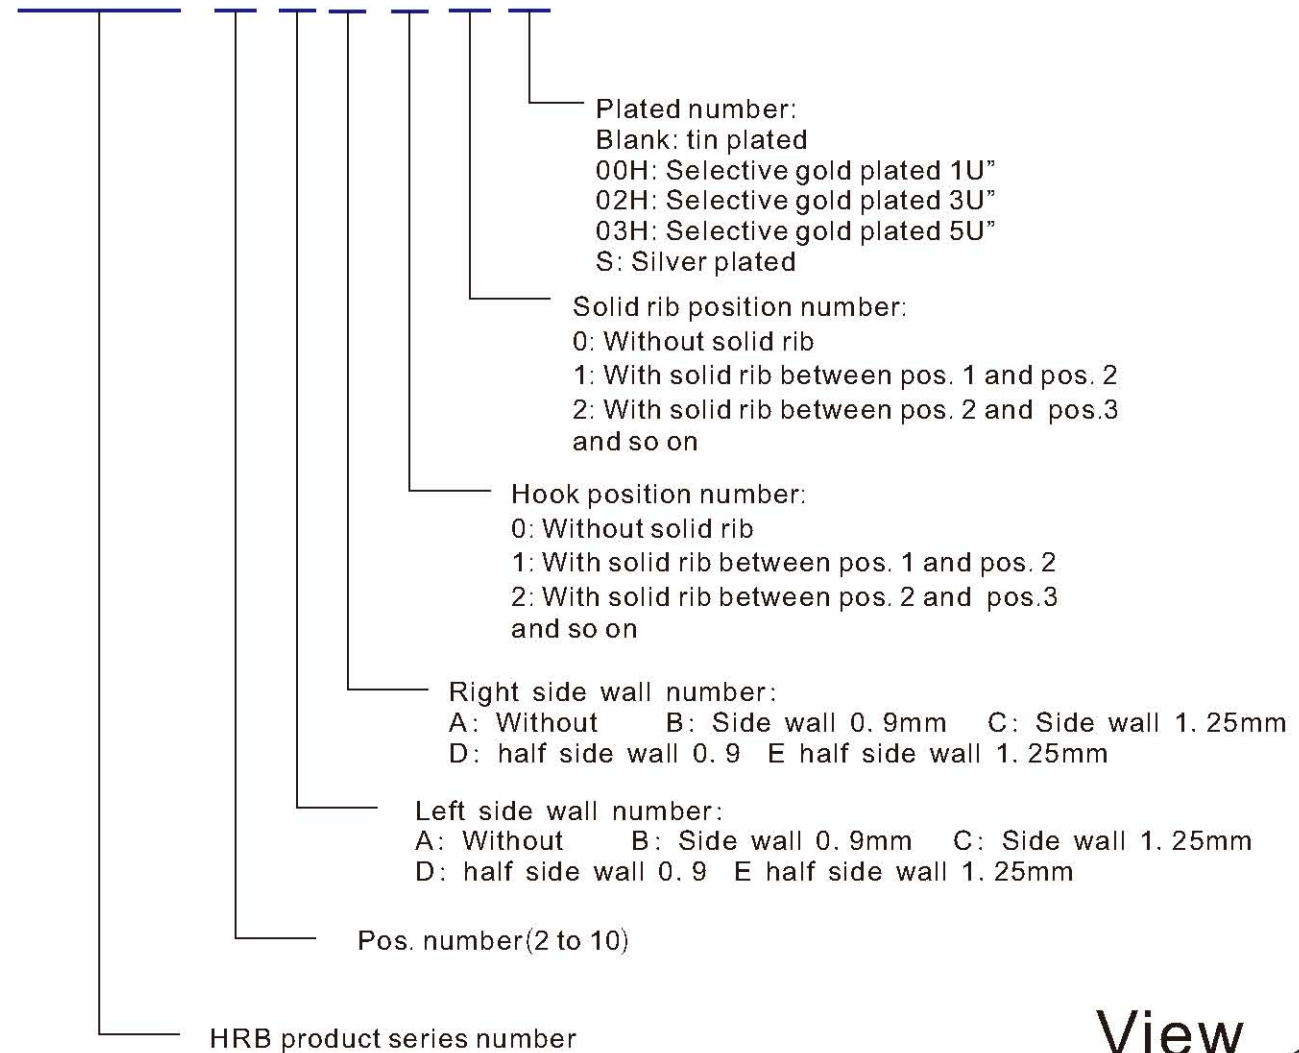 Plated number:
Blank: tin plated
00H: Selective gold plated 1U”
02H: Selective gold plated 3U”
03H: Selective gold plated 5U”
S: Silver plated
Solid rib position number:
0: Without solid rib
1: With solid rib between pos. 1 and pos. 2
2: With solid rib between pos. 2 and pos.3
and so on
Hook position number:
0: Without solid rib
1: With solid rib between pos. 1 and pos. 2
2: With solid rib between pos. 2 and pos.3
and so on
Right side wall number:
A: Without B: Side wall 0. 9mm C: Side wall 1. 25mm
D: half side wall 0. 9 E half side wall 1. 25mm
Left side wall number:
A: Without B: Side wall 0. 9mm C: Side wall 1. 25mm
D: half side wall 0. 9 E half side wall 1. 25mm
Pos. number(2 to 10)
HRB product series number
View